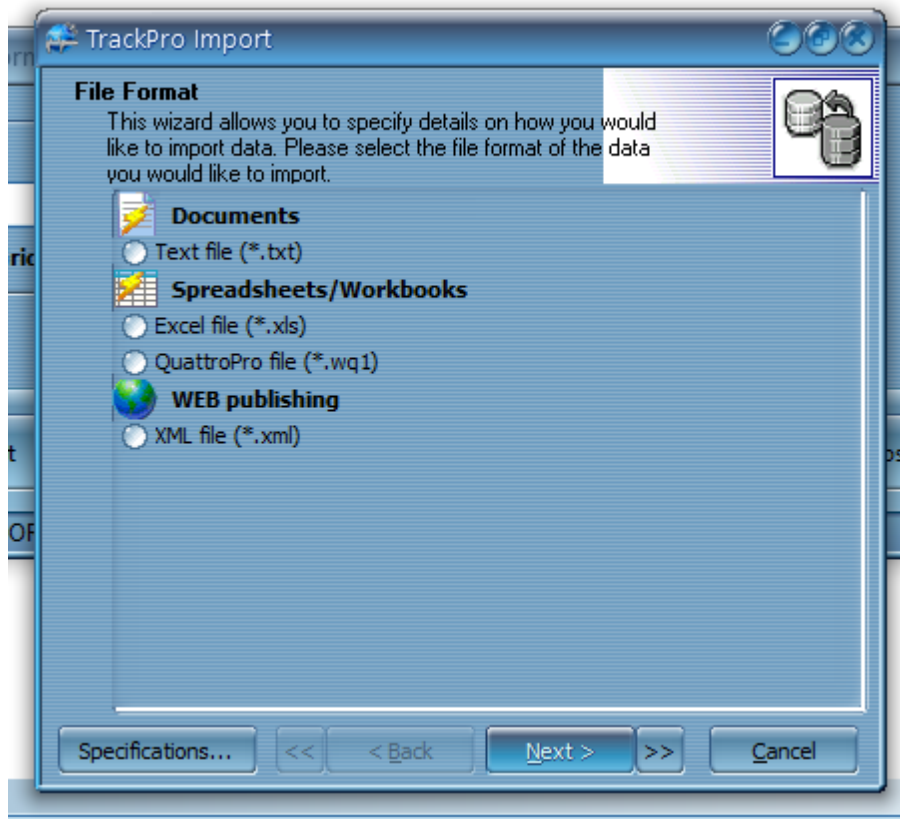 TrackPro Import
File Format
This wizard allows you to specify details on how you would
like to import data. Please select the file format of the data
you would like to import.
Documents
Text file (*.txt)
Spreadsheets/Workbooks
Excel file (*.xls)
QuattroPro file (*.wq1)
WEB publishing
XML file (*.xml)
Specifications... << < Back Next > >> Cancel